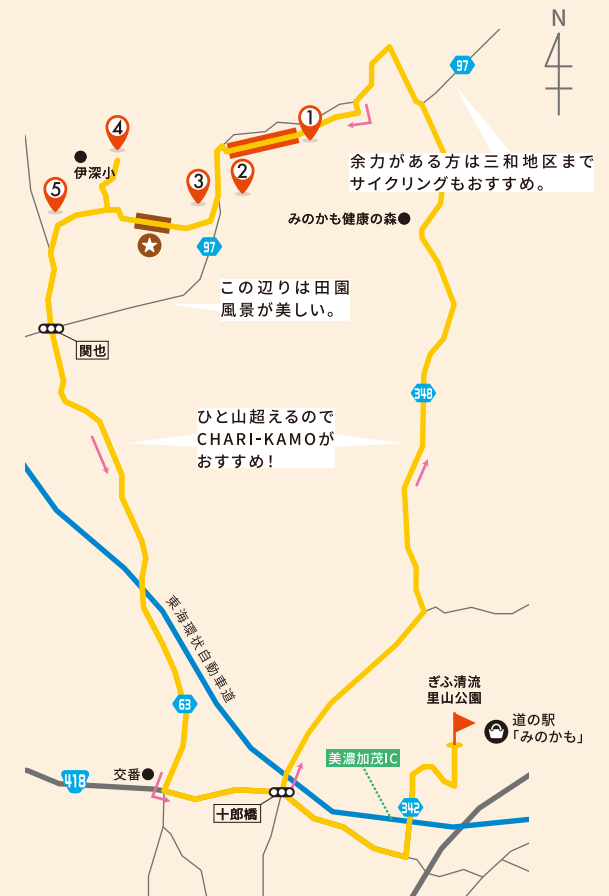 N
97
1
4
伊深小
余力がある方は三和地区まで
サイクリングもおすすめ。
3
2
5
みのかも健康の森
97
この辺りは田園
風景が美しい。
関也
348
ひと山超えるので
CHARI-KAMOが
おすすめ！
東海環状自動車道
ぎふ清流
里山公園
63
道の駅
「みのかも」
美濃加茂IC
交番
418
342
十郎橋